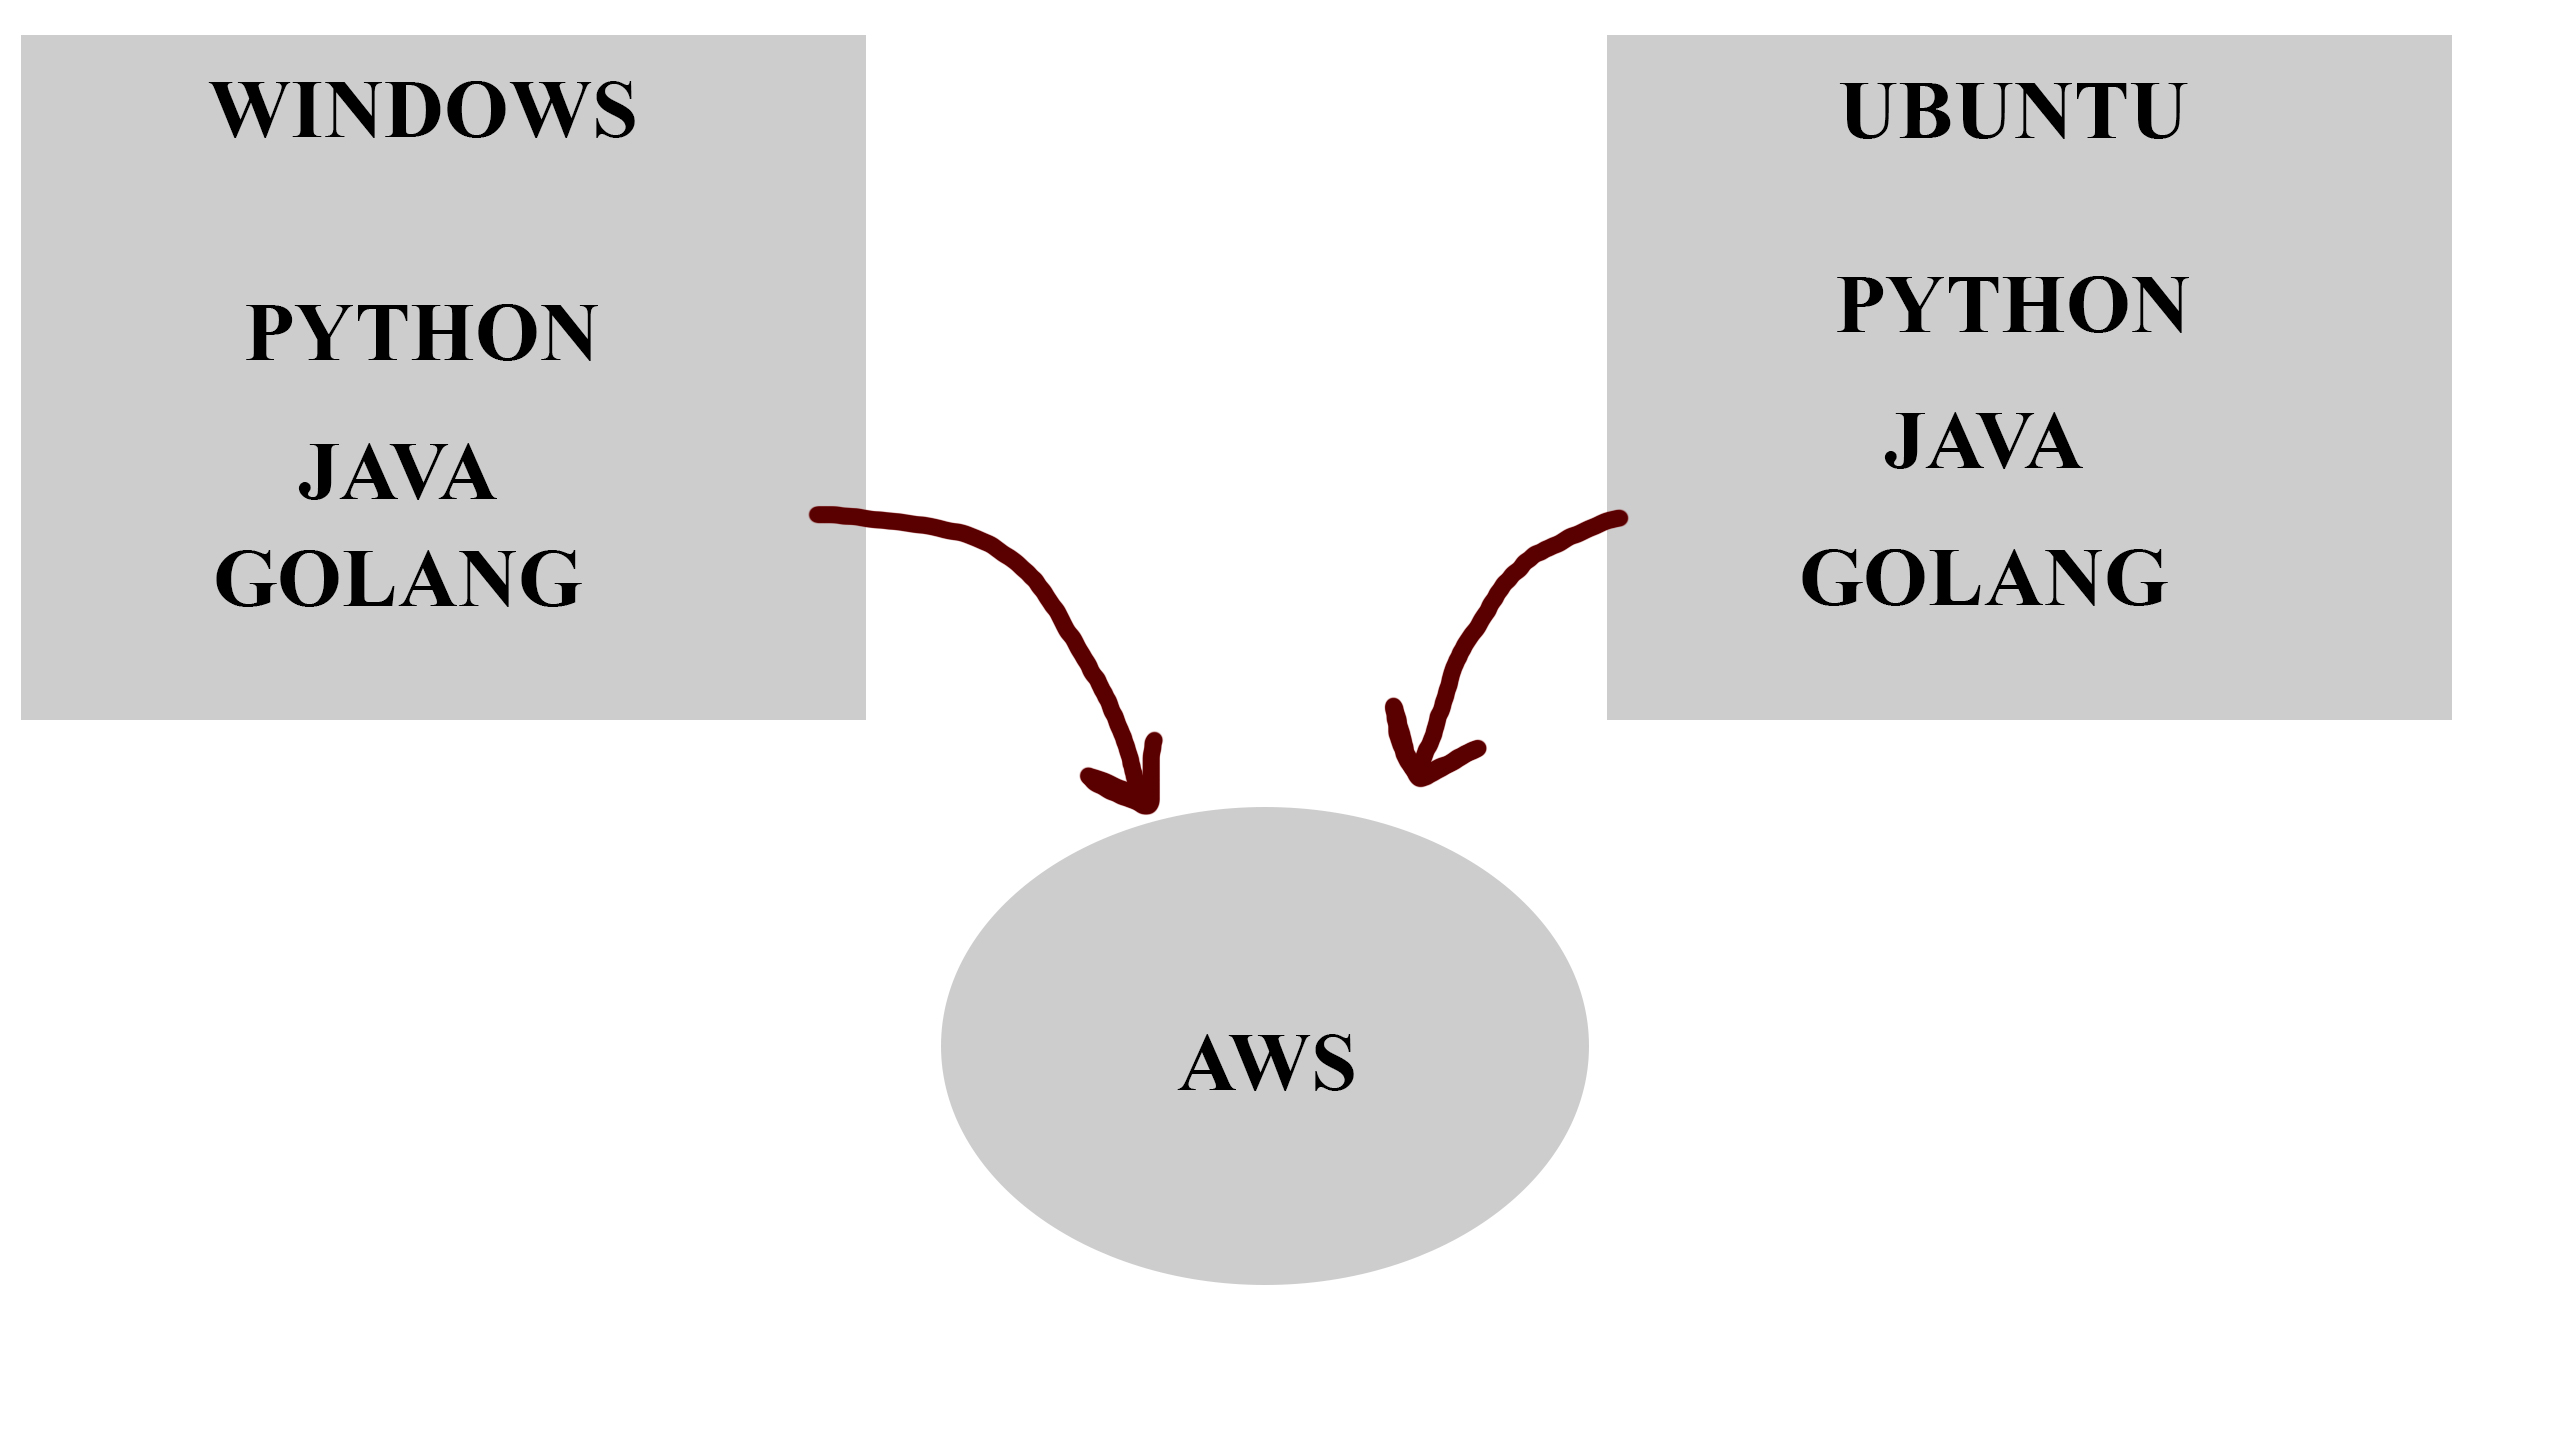 WINDOWS
PYTHON
JAVA
GOLANG
UBUNTU
PYTHON
JAVA
GOLANG
AWS